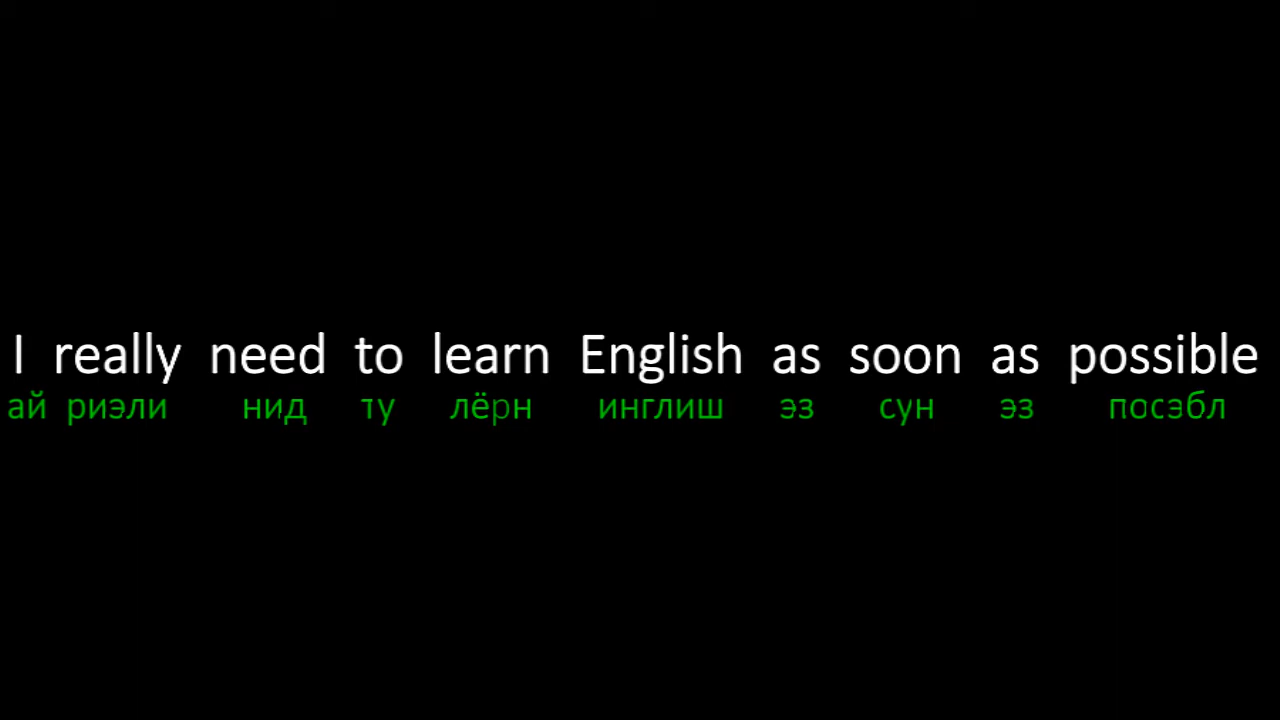 I really need to learn English as soon as possible
ай риэли нид ту лёрн инглиш эз сун эз посэбл